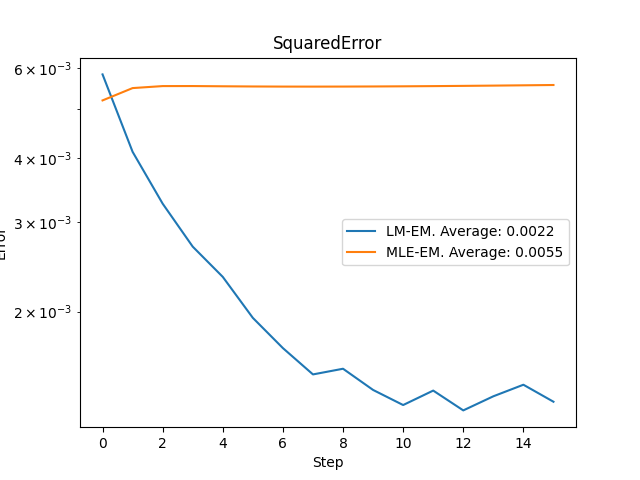 SquaredError
6 × 10⁻³
4 × 10⁻³
3 × 10⁻³
2 × 10⁻³
Error
LM-EM. Average: 0.0022
MLE-EM. Average: 0.0055
0 2 4 6 8 10 12 14
Step